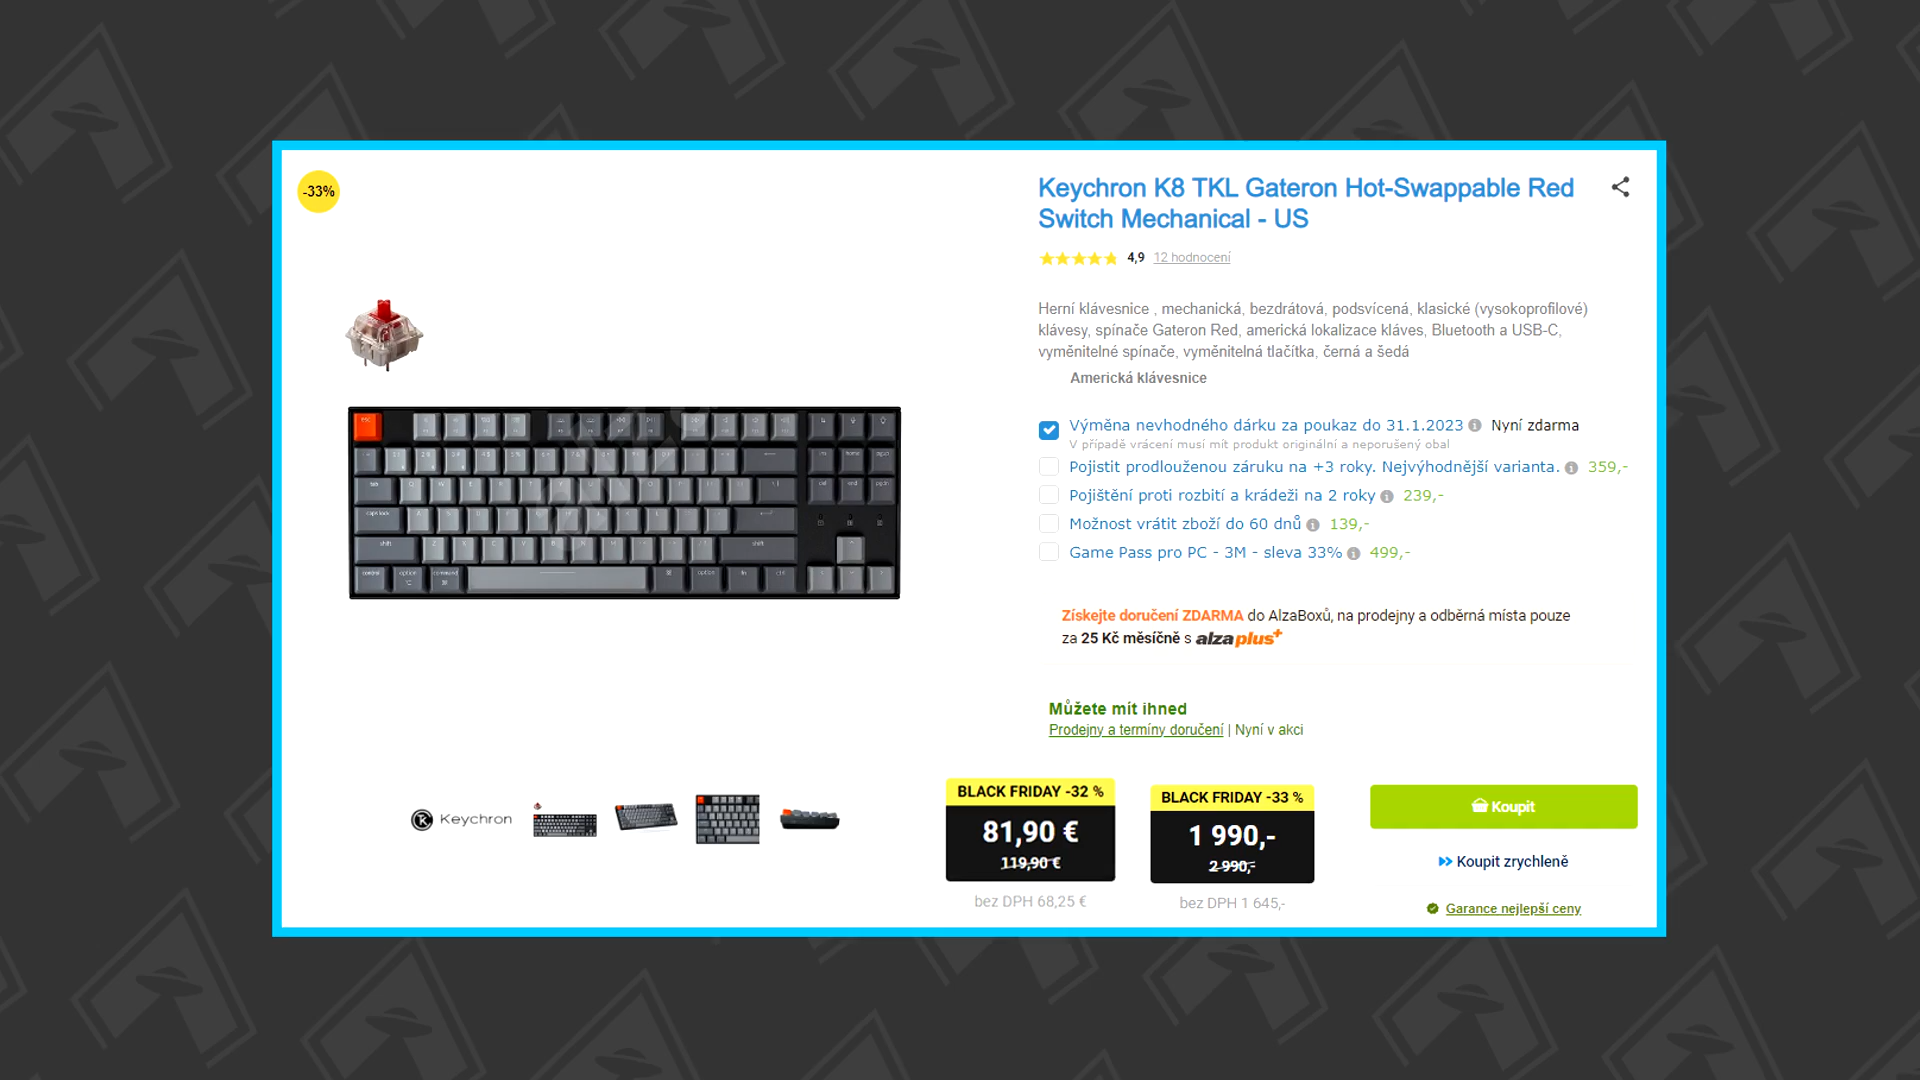 -33%
Keychron K8 TKL Gateron Hot-Swappable Red
Switch Mechanical - US
4,9 12 hodnocení
Herní klávesnice , mechanická, bezdrátová, podsvícená, klasické (vysokoprofilové)
klávesy, spínače Gateron Red, americká lokalizace kláves, Bluetooth a USB-C,
vyměnitelné spínače, vyměnitelná tlačítka, černá a šedá
Americká klávesnice
Výměna nevhodného dárku za poukaz do 31.1.2023 Nyní zdarma
V případě vrácení musí mít produkt originální a neporušený obal
Pojistit prodlouženou záruku na +3 roky. Nejvýhodnější varianta. 359,-
Pojištění proti rozbití a krádeži na 2 roky 239,-
Možnost vrátit zboží do 60 dnů 139,-
Game Pass pro PC - 3M - sleva 33% 499,-
Získejte doručení ZDARMA do AlzaBoxů, na prodejny a odběrná místa pouze
za 25 Kč měsíčně s alzaplus+
Můžete mít ihned
Prodejny a termíny doručení | Nyní v akci
Keychron
BLACK FRIDAY -32 %
81,90 €
119,90 €
bez DPH 68,25 €
BLACK FRIDAY -33 %
1 990,-
2 990,-
bez DPH 1 645,-
Koupit
Koupit zrychleně
Garance nejlepší ceny